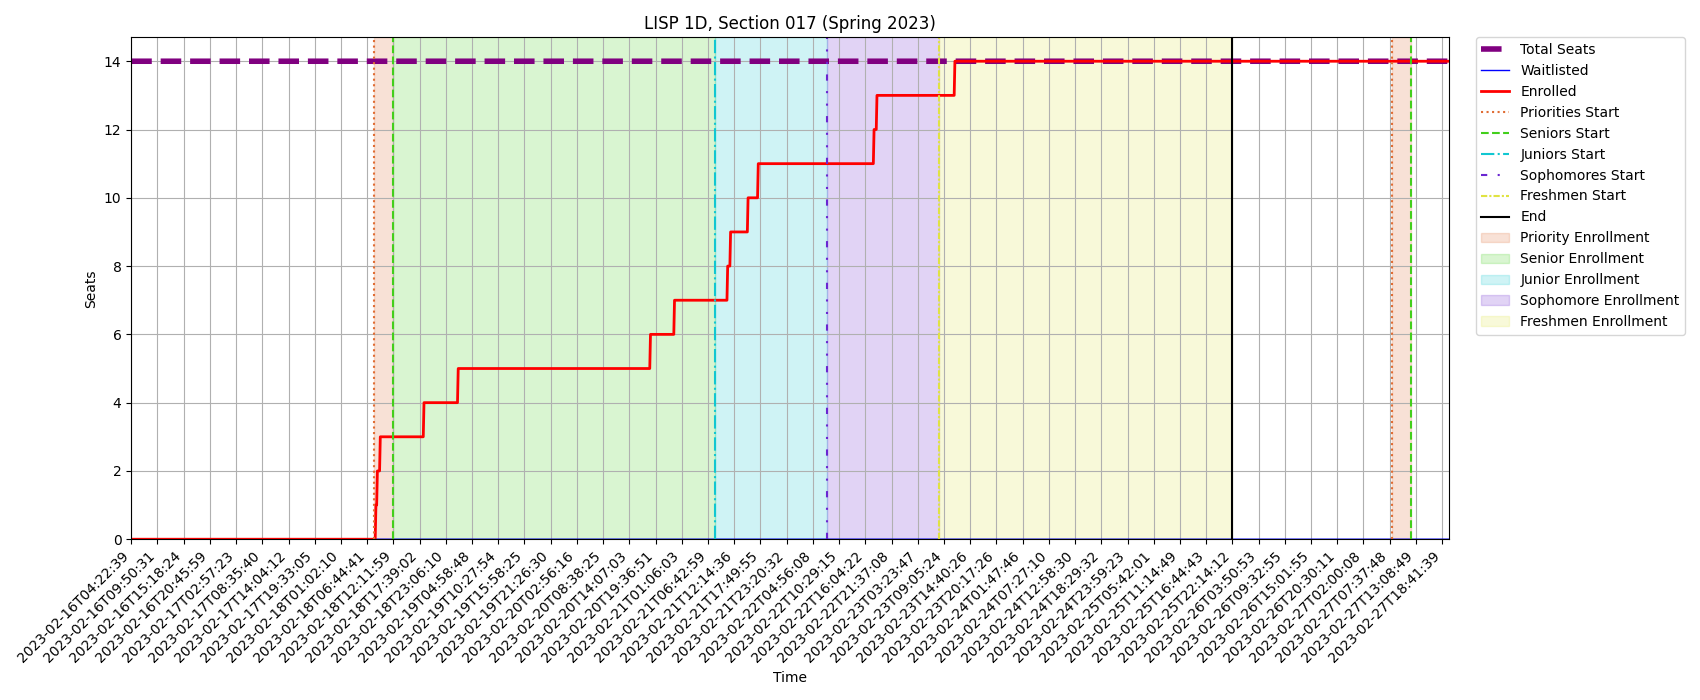 LISP 1D, Section 017 (Spring 2023)
14
12
10
8
6
4
2
0
Seats
2023-02-16T04:22:39
2023-02-16T09:50:31
2023-02-16T15:18:24
2023-02-16T20:45:59
2023-02-17T02:57:23
2023-02-17T08:35:40
2023-02-17T14:04:12
2023-02-17T19:33:05
2023-02-18T01:02:10
2023-02-18T06:44:41
2023-02-18T12:11:59
2023-02-18T17:39:02
2023-02-18T23:06:10
2023-02-19T04:58:48
2023-02-19T10:27:54
2023-02-19T15:58:25
2023-02-19T21:26:30
2023-02-20T02:56:16
2023-02-20T08:38:25
2023-02-20T14:07:03
2023-02-20T19:36:51
2023-02-21T01:06:03
2023-02-21T06:42:59
2023-02-21T12:14:36
2023-02-21T17:49:55
2023-02-21T23:20:32
2023-02-22T04:56:08
2023-02-22T10:29:15
2023-02-22T16:04:22
2023-02-22T21:37:08
2023-02-23T03:23:47
2023-02-23T09:05:24
2023-02-23T14:40:26
2023-02-23T20:17:26
2023-02-24T01:47:46
2023-02-24T07:27:10
2023-02-24T12:58:30
2023-02-24T18:29:32
2023-02-24T23:59:23
2023-02-25T05:42:01
2023-02-25T11:14:49
2023-02-25T16:44:43
2023-02-25T22:14:12
2023-02-26T03:50:53
2023-02-26T09:32:55
2023-02-26T15:01:55
2023-02-26T20:30:11
2023-02-27T02:00:08
2023-02-27T07:37:48
2023-02-27T13:08:49
2023-02-27T18:41:39
Time
Total Seats
Waitlisted
Enrolled
Priorities Start
Seniors Start
Juniors Start
Sophomores Start
Freshmen Start
End
Priority Enrollment
Senior Enrollment
Junior Enrollment
Sophomore Enrollment
Freshmen Enrollment